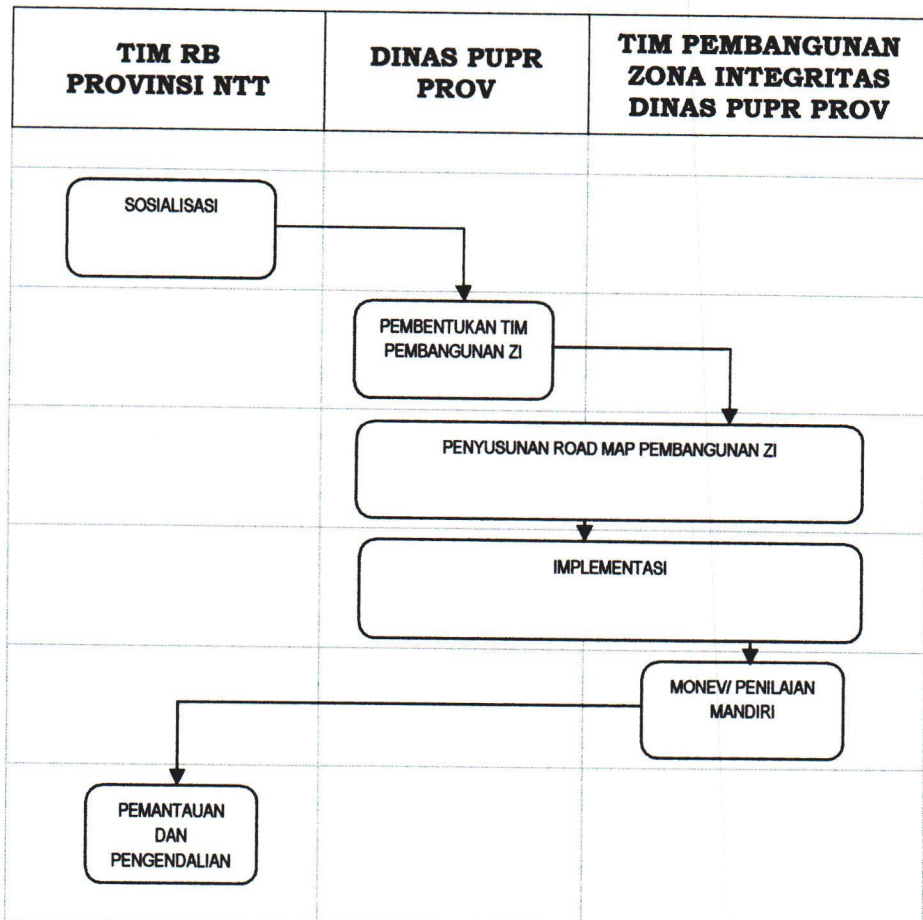 TIM RB
PROVINSI NTT
DINAS PUPR
PROV
TIM PEMBANGUNAN
ZONA INTEGRITAS
DINAS PUPR PROV
SOSIALISASI
PEMBENTUKAN TIM
PEMBANGUNAN ZI
PENYUSUNAN ROAD MAP PEMBANGUNAN ZI
IMPLEMENTASI
MONEV/ PENILAIAN
MANDIRI
PEMANTAUAN
DAN
PENGENDALIAN